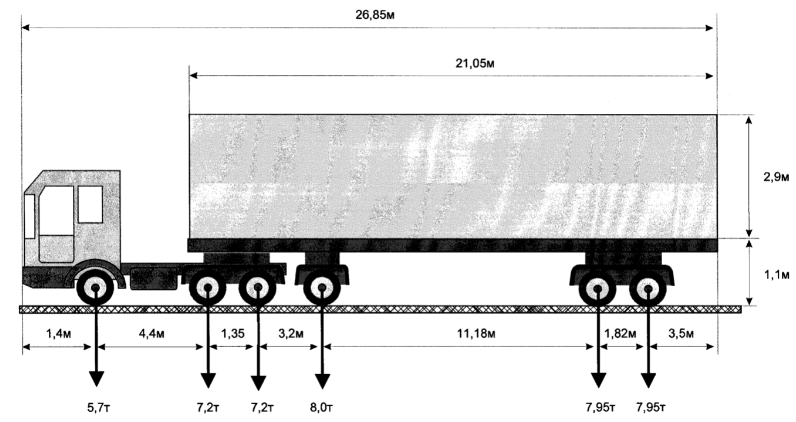 26,85м
21,05м
2,9м
1,1м
1,4м 4,4м 1,35 3,2м 11,18м 1,82м 3,5м
5,7т 7,2т 7,2т 8,0т 7,95т 7,95т